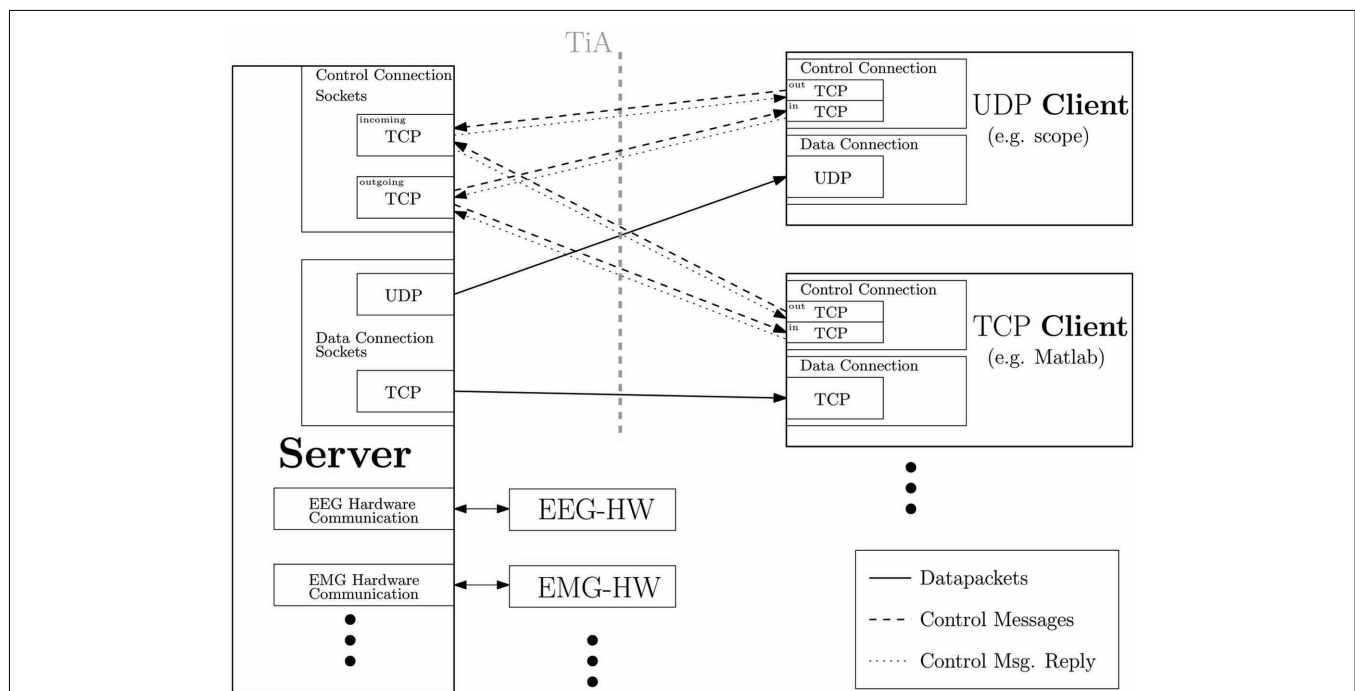 TiA
Control Connection
Sockets
incoming
TCP
outgoing
TCP
UDP
Data Connection
Sockets
TCP
Server
EEG Hardware
Communication
EMG Hardware
Communication
EEG-HW
EMG-HW
Control Connection
out TCP
in TCP
Data Connection
UDP
UDP Client
(e.g. scope)
Control Connection
out TCP
in TCP
Data Connection
TCP
TCP Client
(e.g. Matlab)
Datapackets
Control Messages
Control Msg. Reply